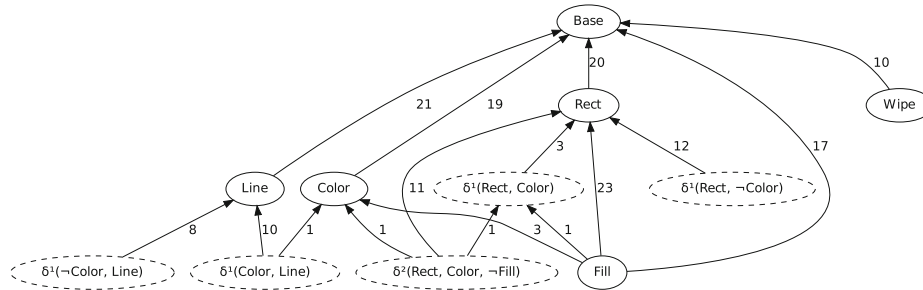 Base
10
20
21
19
Rect
Wipe
3
12
17
Line
Color
δ¹(Rect, Color)
11
23
δ¹(Rect, ¬Color)
8
10
1
1
1
3
1
δ¹(¬Color, Line)
δ¹(Color, Line)
δ²(Rect, Color, ¬Fill)
Fill